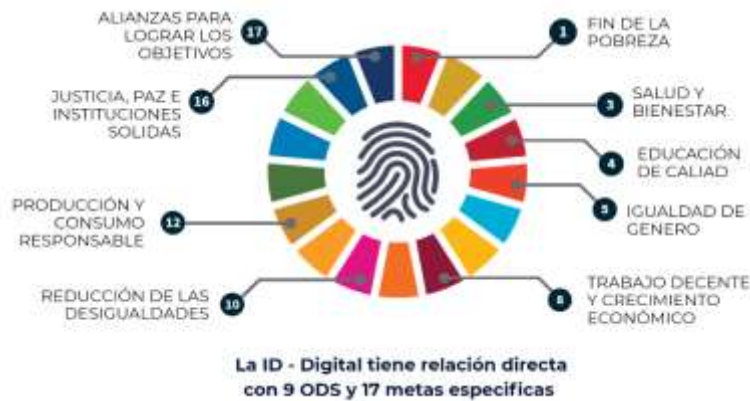 ALIANZAS PARA
LOGRAR LOS
OBJETIVOS
17
1
FIN DE LA
POBREZA
16
JUSTICIA, PAZ E
INSTITUCIONES
SOLIDAS
3
SALUD Y
BIENESTAR
4
EDUCACIÓN
DE CALIAD
5
IGUALDAD DE
GENERO
PRODUCCIÓN Y
CONSUMO
RESPONSABLE
12
REDUCCIÓN DE LAS
DESIGUALDADES
10
8
TRABAJO DECENTE
Y CRECIMIENTO
ECONÓMICO
La ID - Digital tiene relación directa
con 9 ODS y 17 metas especificas